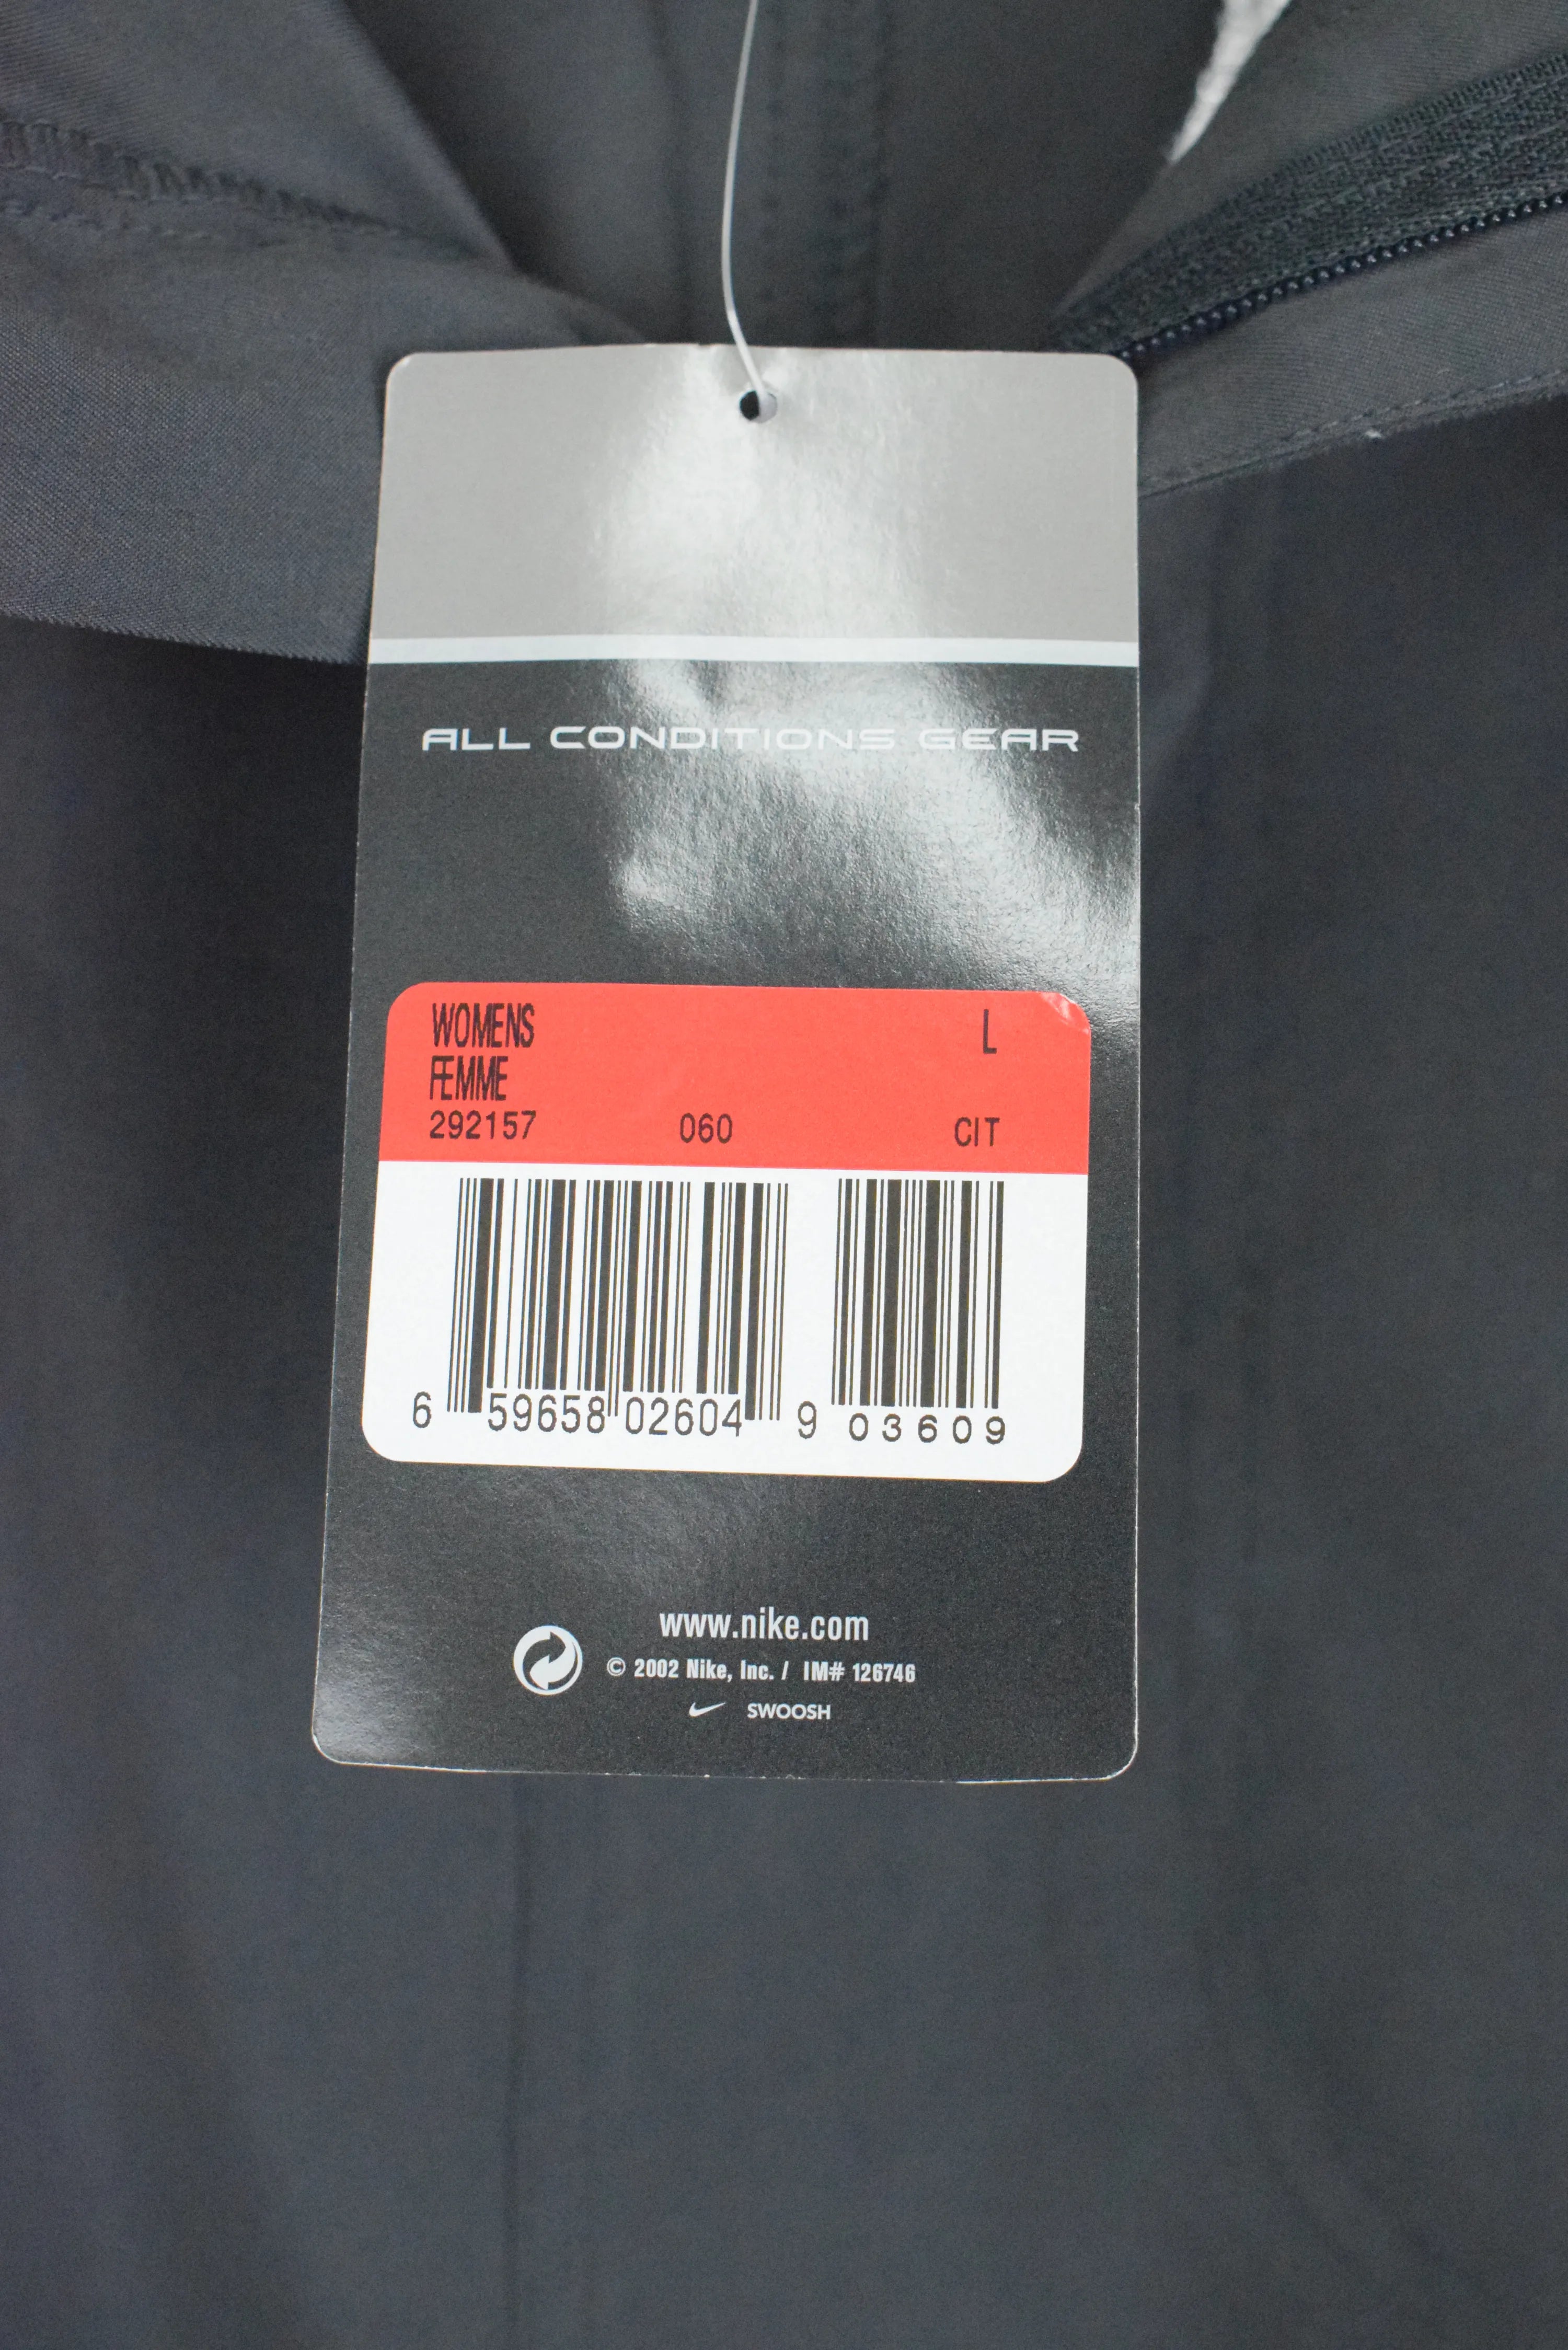 ALL CONDITIONS GEAR
WOMENS L
FEMME
292157 060 CIT
6 59658 02604 9 03609
www.nike.com
© 2002 Nike, Inc. / IM# 126746
SWOOSH